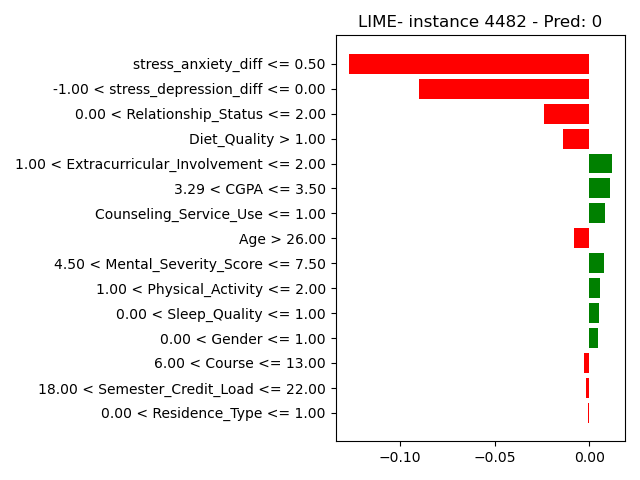 LIME- instance 4482 - Pred: 0
stress_anxiety_diff <= 0.50
-1.00 < stress_depression_diff <= 0.00
0.00 < Relationship_Status <= 2.00
Diet_Quality > 1.00
1.00 < Extracurricular_Involvement <= 2.00
3.29 < CGPA <= 3.50
Counseling_Service_Use <= 1.00
Age > 26.00
4.50 < Mental_Severity_Score <= 7.50
1.00 < Physical_Activity <= 2.00
0.00 < Sleep_Quality <= 1.00
0.00 < Gender <= 1.00
6.00 < Course <= 13.00
18.00 < Semester_Credit_Load <= 22.00
0.00 < Residence_Type <= 1.00
−0.10 −0.05 0.00